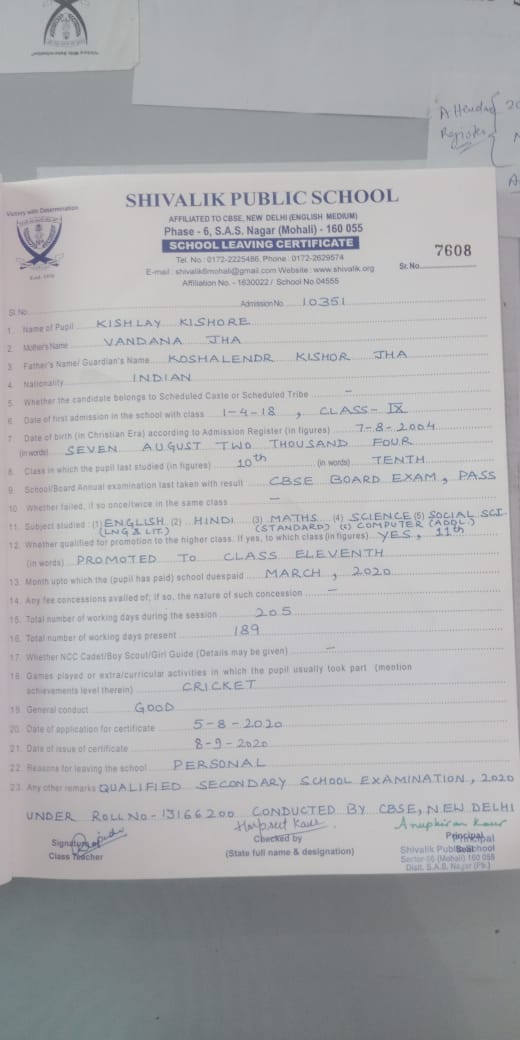 Attendance 20
Register
SHIVALIK PUBLIC SCHOOL
Victory with Determination
AFFILIATED TO CBSE, NEW DELHI (ENGLISH MEDIUM)
Phase - 6, S.A.S. Nagar (Mohali) - 160 055
SCHOOL LEAVING CERTIFICATE
Tel. No.: 0172-2225486, Phone : 0172-2629574
E-mail : shivalik6mohali@gmail.com Website : www.shivalik.org
Affiliation No. - 1630022 / School No 04555
Sr. No. 7608
Sl. No. Admission No. 10351
1. Name of Pupil KISHLAY KISHORE
2. Mother's Name VANDANA JHA
3. Father's Name/ Guardian's Name KOSHALENDR KISHOR JHA
4. Nationality INDIAN
5. Whether the candidate belongs to Scheduled Caste or Scheduled Tribe -
6. Date of first admission in the school with class 1-4-18, CLASS-IX
7. Date of birth (in Christian Era) according to Admission Register (in figures) 7-8-2004
(in words) SEVEN AUGUST TWO THOUSAND FOUR
8. Class in which the pupil last studied (in figures) 10th (in words) TENTH
9. School/Board Annual examination last taken with result CBSE BOARD EXAM, PASS
10. Whether failed, if so once/twice in the same class -
11. Subject studied (1) ENGLISH (2) HINDI (3) MATHS (4) SCIENCE (5) SOCIAL SCI.
(LNG & LIT.) (STANDARD) (6) COMPUTER (ADDL.)
12. Whether qualified for promotion to the higher class. If yes, to which class (in figures) YES, 11th
(in words) PROMOTED TO CLASS ELEVENTH
13. Month upto which the (pupil has paid) school duespaid MARCH, 2020
14. Any fee concessions availed of; if so, the nature of such concession -
15. Total number of working days during the session 205
16. Total number of working days present 189
17. Whether NCC Cadet/Boy Scout/Girl Guide (Details may be given) -
18. Games played or extra/curricular activities in which the pupil usually took part (mention
achievements level therein) CRICKET
19. General conduct GOOD
20. Date of application for certificate 5-8-2020
21. Date of issue of certificate 8-9-2020
22. Reasons for leaving the school PERSONAL
23. Any other remarks QUALIFIED SECONDARY SCHOOL EXAMINATION, 2020
UNDER ROLL NO-13166200 CONDUCTED BY CBSE, NEW DELHI
Harpreet Kaur Anupkiran Kaur
Signature of Checked by Principal
Class Teacher (State full name & designation)
Principal
Shivalik Public School
Sector-56 (Mohali) 160 055
Distt. S.A.S. Nagar (Pb.)